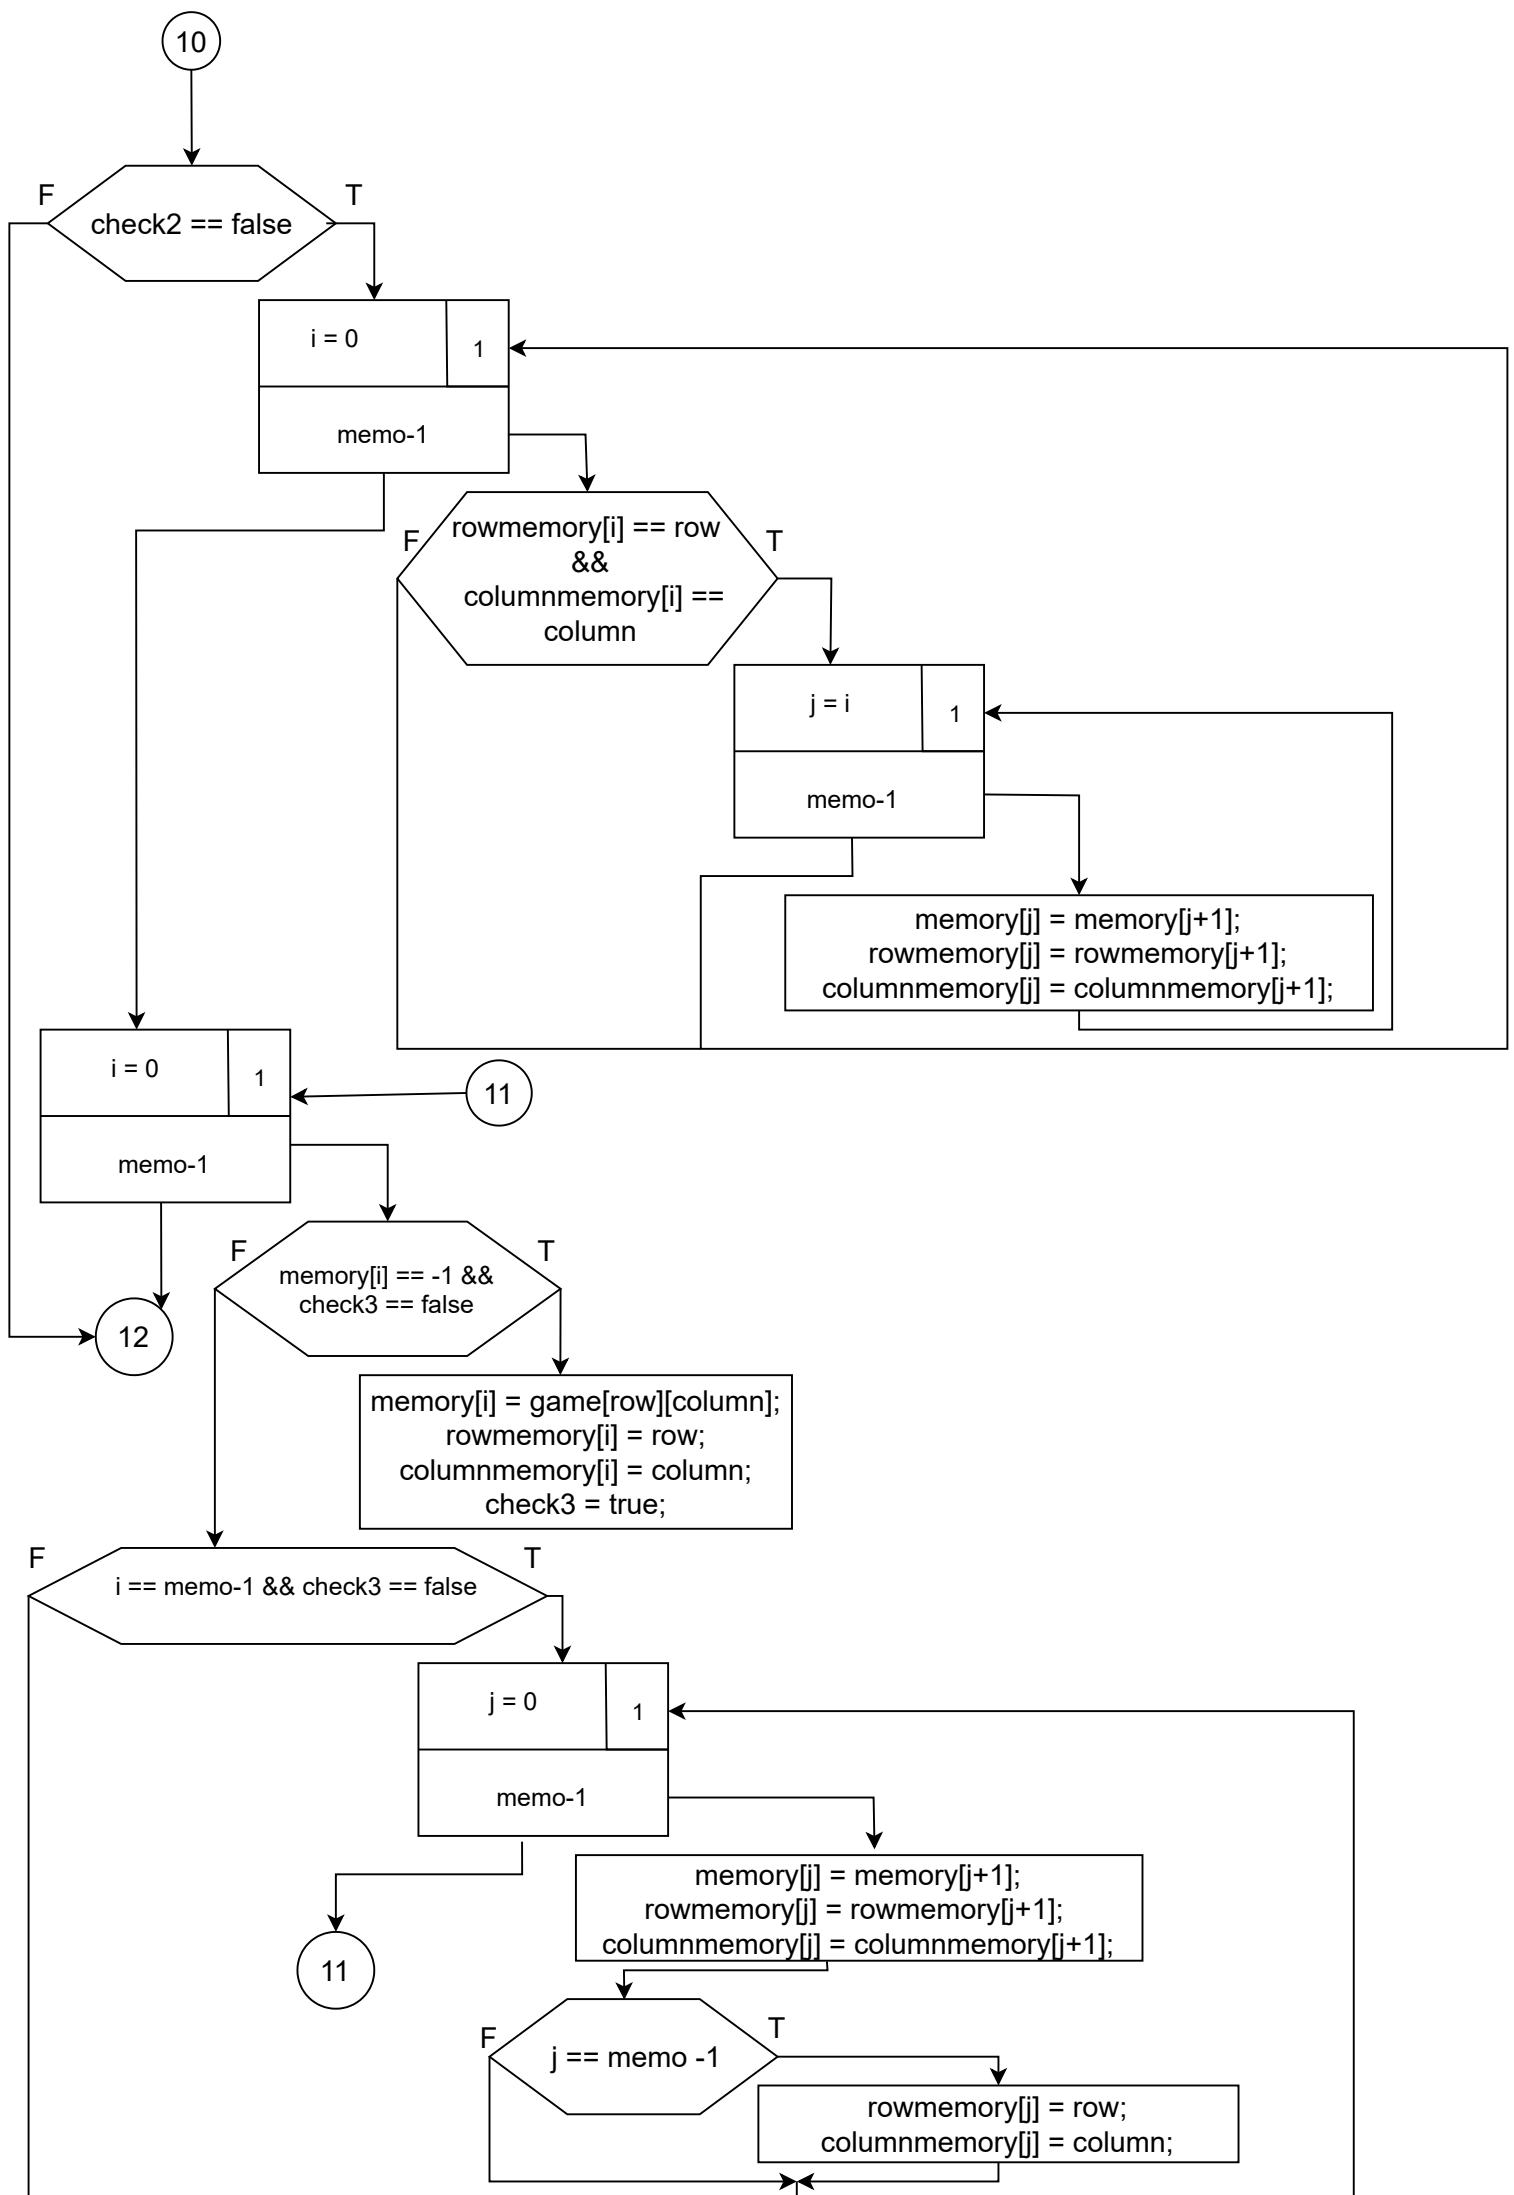 10
F
T
check2 == false
i = 0
1
memo-1
F
T
rowmemory[i] == row
&&
columnmemory[i] ==
column
j = i
1
memo-1
memory[j] = memory[j+1];
rowmemory[j] = rowmemory[j+1];
columnmemory[j] = columnmemory[j+1];
i = 0
1
11
memo-1
F
T
memory[i] == -1 &&
check3 == false
12
memory[i] = game[row][column];
rowmemory[i] = row;
columnmemory[i] = column;
check3 = true;
F
T
i == memo-1 && check3 == false
j = 0
1
memo-1
memory[j] = memory[j+1];
rowmemory[j] = rowmemory[j+1];
columnmemory[j] = columnmemory[j+1];
11
F
T
j == memo -1
rowmemory[j] = row;
columnmemory[j] = column;